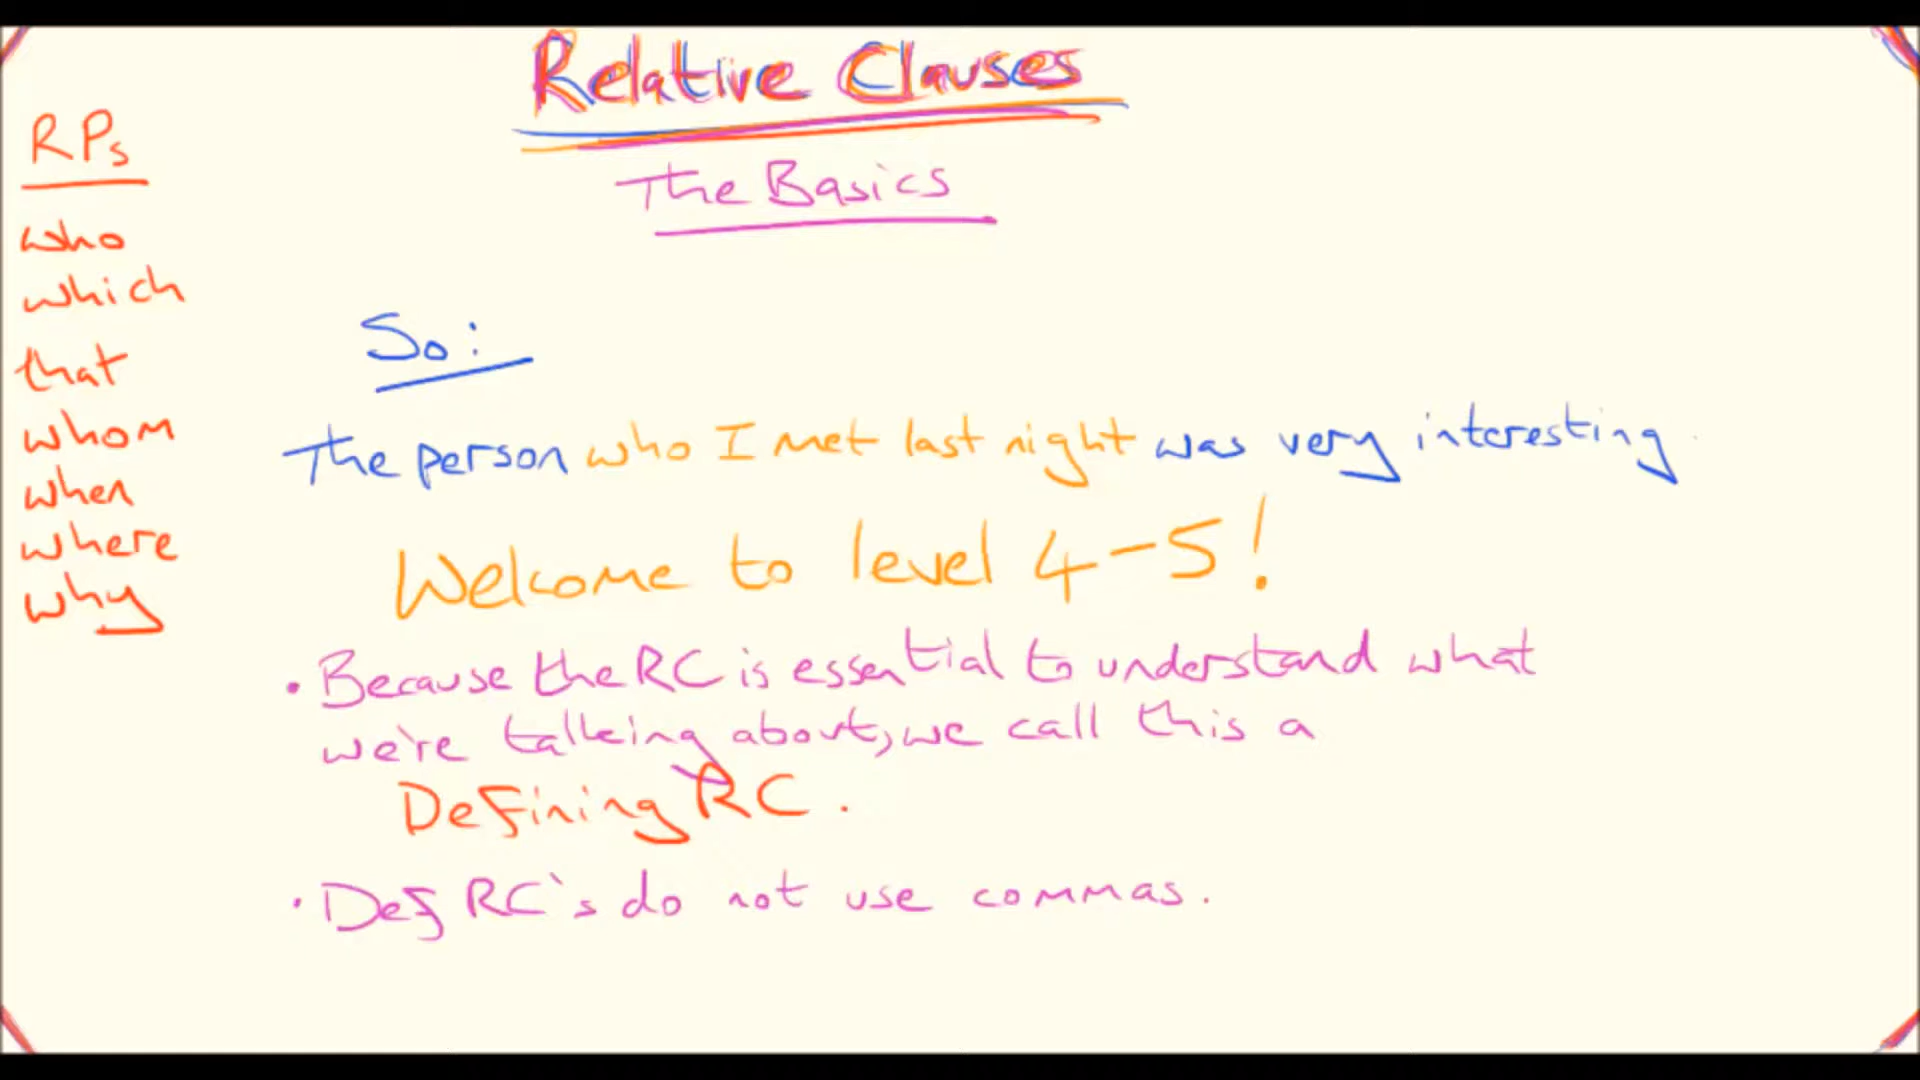 Relative Clauses
The Basics
RPs
who
which
that
whom
when
where
why
So:
The person who I met last night was very interesting.
Welcome to level 4-5!
• Because the RC is essential to understand what
we're talking about, we call this a
Defining RC.
• Def RC's do not use commas.